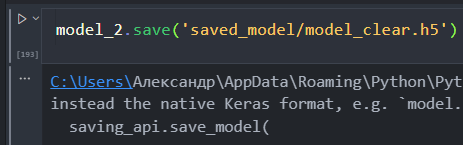 model_2.save('saved_model/model_clear.h5')
[193]
...
C:\Users\Александр\AppData\Roaming\Python\Pyt
instead the native Keras format, e.g. `model.
saving_api.save_model(